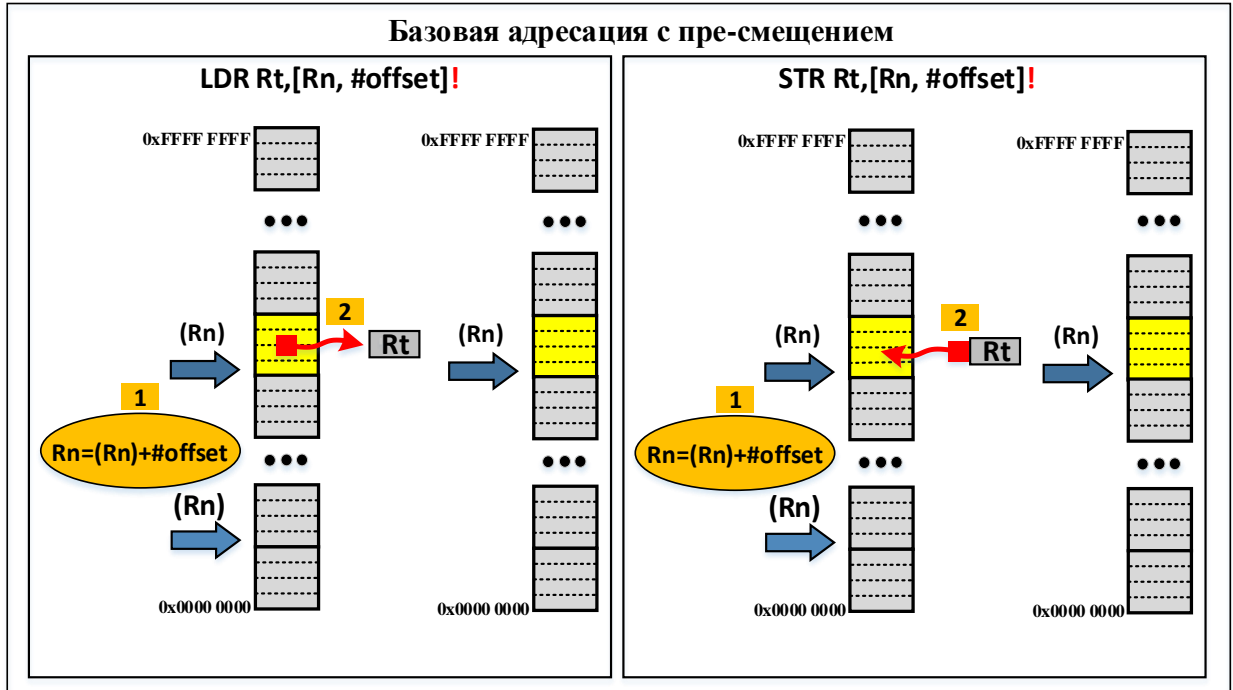 Базовая адресация с пре-смещением
LDR Rt,[Rn, #offset]!
0xFFFF FFFF
0xFFFF FFFF
•••
•••
2
(Rn)
Rt
(Rn)
1
Rn=(Rn)+#offset
•••
•••
(Rn)
0x0000 0000
0x0000 0000
STR Rt,[Rn, #offset]!
0xFFFF FFFF
0xFFFF FFFF
•••
•••
2
(Rn)
Rt
(Rn)
1
Rn=(Rn)+#offset
•••
•••
(Rn)
0x0000 0000
0x0000 0000